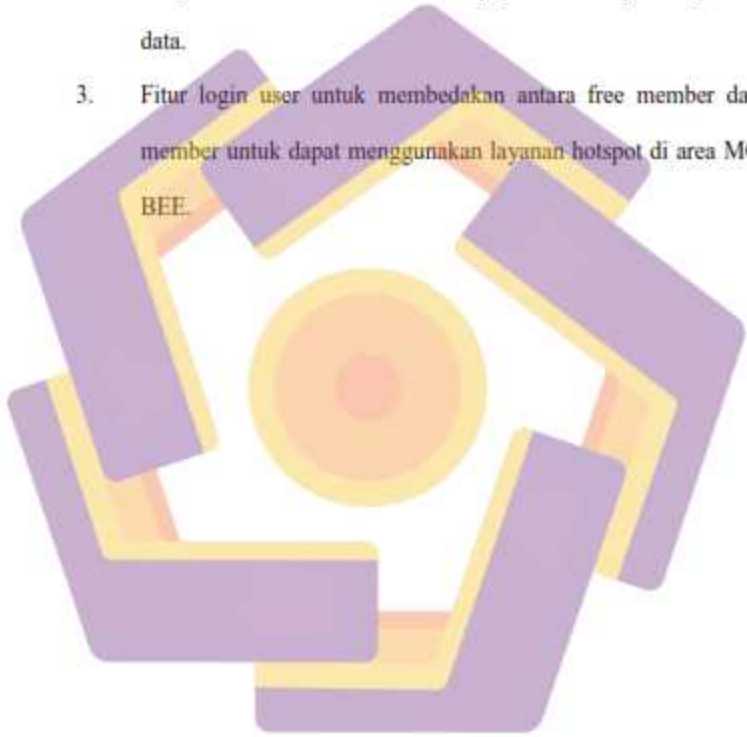 data.
3. Fitur login user untuk membedakan antara free member
member untuk dapat menggunakan layanan hotspot di area
BEE.